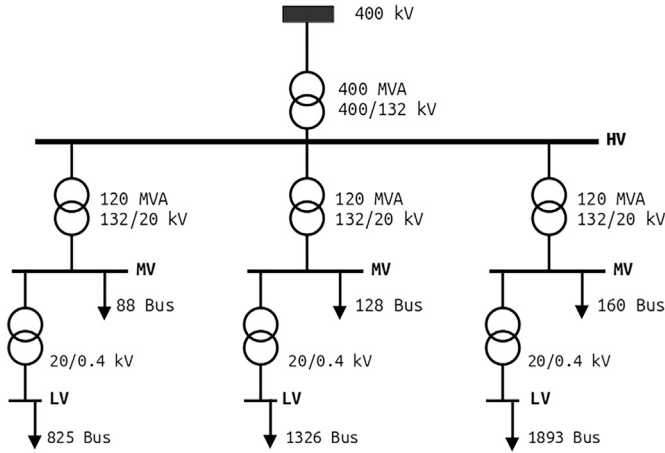 400 kV
400 MVA
400/132 kV
HV
120 MVA
132/20 kV
120 MVA
132/20 kV
120 MVA
132/20 kV
MV
MV
MV
88 Bus
128 Bus
160 Bus
20/0.4 kV
20/0.4 kV
20/0.4 kV
LV
LV
LV
825 Bus
1326 Bus
1893 Bus